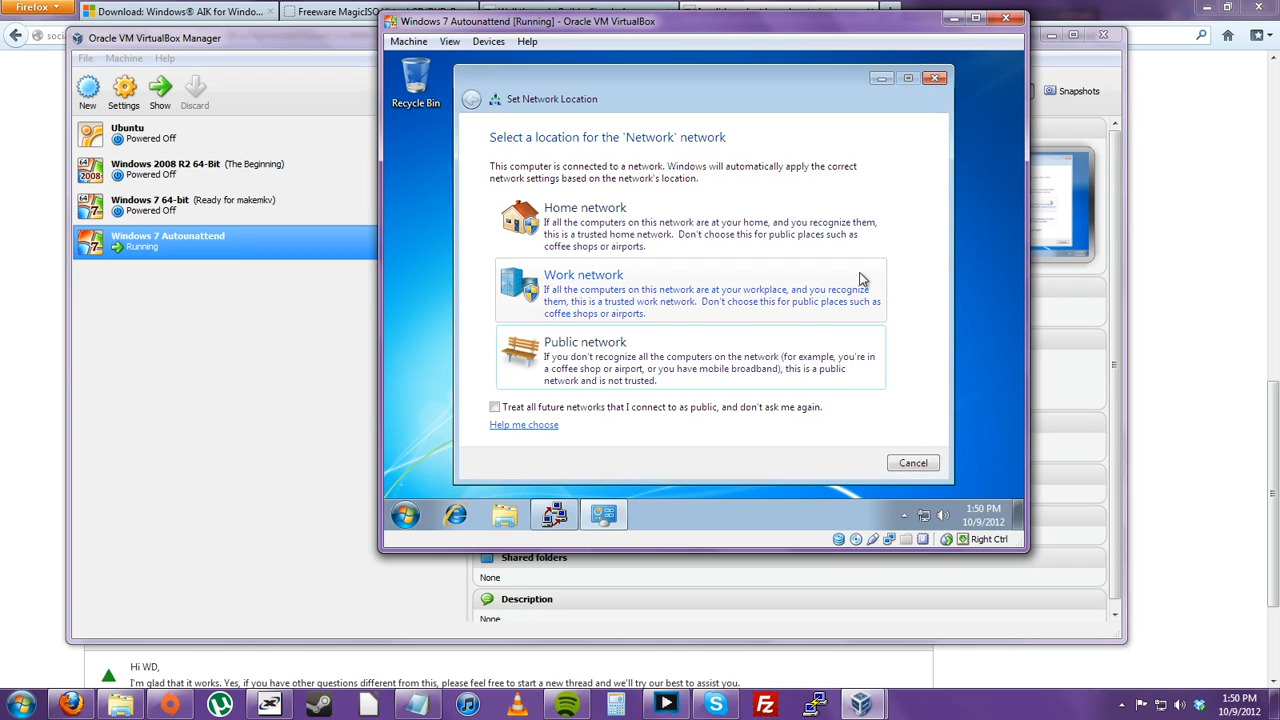 Firefox
Download: Windows® AIK for Window...
Freeware MagicISO Virtual CD/DVD
Windows 7 Autounattend [Running] - Oracle VM VirtualBox
Oracle VM VirtualBox Manager
Machine View Devices Help
File Machine Help
New Settings Show Discard
Snapshots
Ubuntu
Powered Off
Windows 2008 R2 64-Bit (The Beginning)
Powered Off
Windows 7 64-bit (Ready for makemkv)
Powered Off
Windows 7 Autounattend
Running
Recycle Bin
Set Network Location
Select a location for the 'Network' network
This computer is connected to a network. Windows will automatically apply the correct
network settings based on the network's location.
Home network
If all the computers on this network are at your home, and you recognize them,
this is a trusted home network. Don't choose this for public places such as
coffee shops or airports.
Work network
If all the computers on this network are at your workplace, and you recognize
them, this is a trusted work network. Don't choose this for public places such as
coffee shops or airports.
Public network
If you don't recognize all the computers on the network (for example, you're in
a coffee shop or airport, or you have mobile broadband), this is a public
network and is not trusted.
Treat all future networks that I connect to as public, and don't ask me again.
Help me choose
Cancel
1:50 PM
10/9/2012
Right Ctrl
Shared folders
None
Description
None
Hi WD,
I'm glad that it works. Yes, if you have other questions different from this, please feel free to start a new thread and we'll try our best to assist you.
1:50 PM
10/9/2012